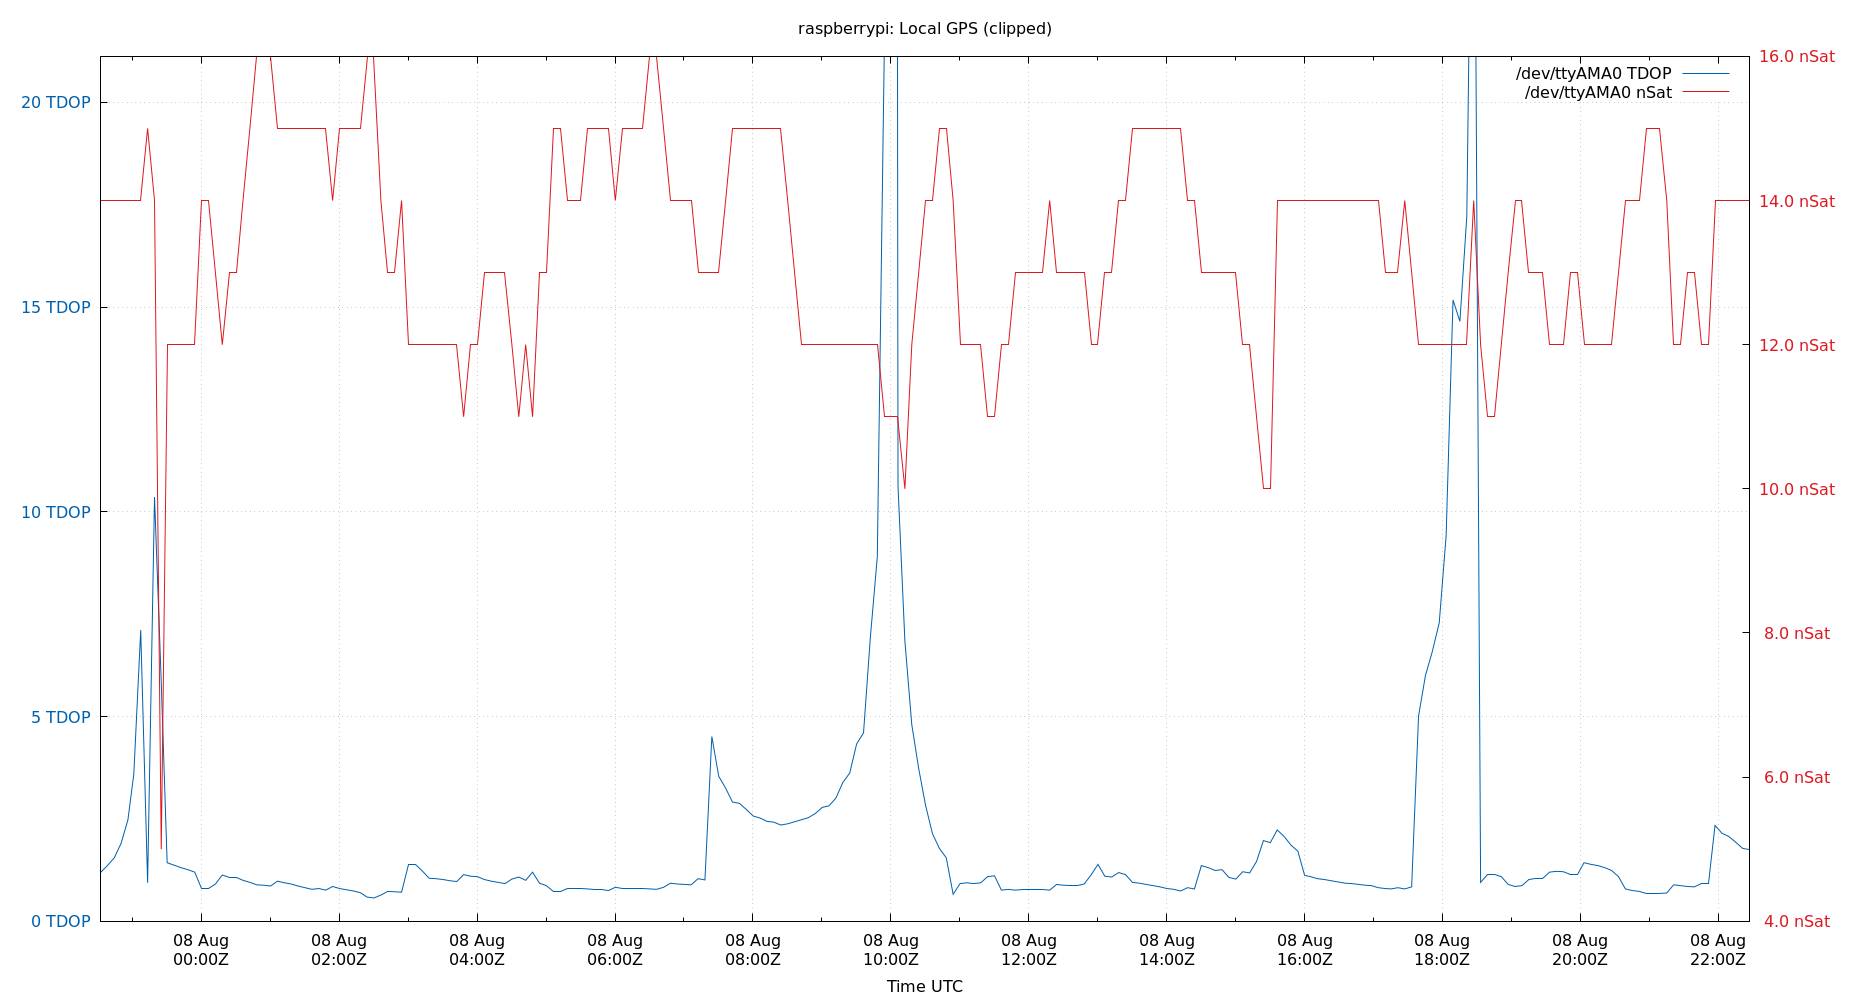 raspberrypi: Local GPS (clipped)
/dev/ttyAMA0 TDOP
/dev/ttyAMA0 nSat
20 TDOP
15 TDOP
10 TDOP
5 TDOP
0 TDOP
16.0 nSat
14.0 nSat
12.0 nSat
10.0 nSat
8.0 nSat
6.0 nSat
4.0 nSat
08 Aug 08 Aug 08 Aug 08 Aug 08 Aug 08 Aug 08 Aug 08 Aug 08 Aug 08 Aug 08 Aug 08 Aug
00:00Z 02:00Z 04:00Z 06:00Z 08:00Z 10:00Z 12:00Z 14:00Z 16:00Z 18:00Z 20:00Z 22:00Z
Time UTC